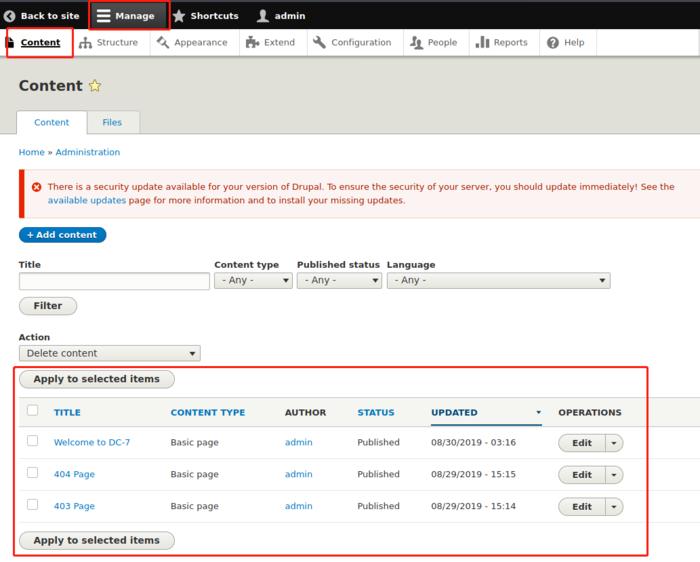 Back to site Manage Shortcuts admin
Content Structure Appearance Extend Configuration People Reports Help
Content
Content Files
Home » Administration
There is a security update available for your version of Drupal. To ensure the security of your server, you should update immediately! See the
available updates page for more information and to install your missing updates.
+ Add content
Title Content type Published status Language
- Any - - Any - - Any -
Filter
Action
Delete content
Apply to selected items
TITLE CONTENT TYPE AUTHOR STATUS UPDATED OPERATIONS
Welcome to DC-7 Basic page admin Published 08/30/2019 - 03:16 Edit
404 Page Basic page admin Published 08/29/2019 - 15:15 Edit
403 Page Basic page admin Published 08/29/2019 - 15:14 Edit
Apply to selected items